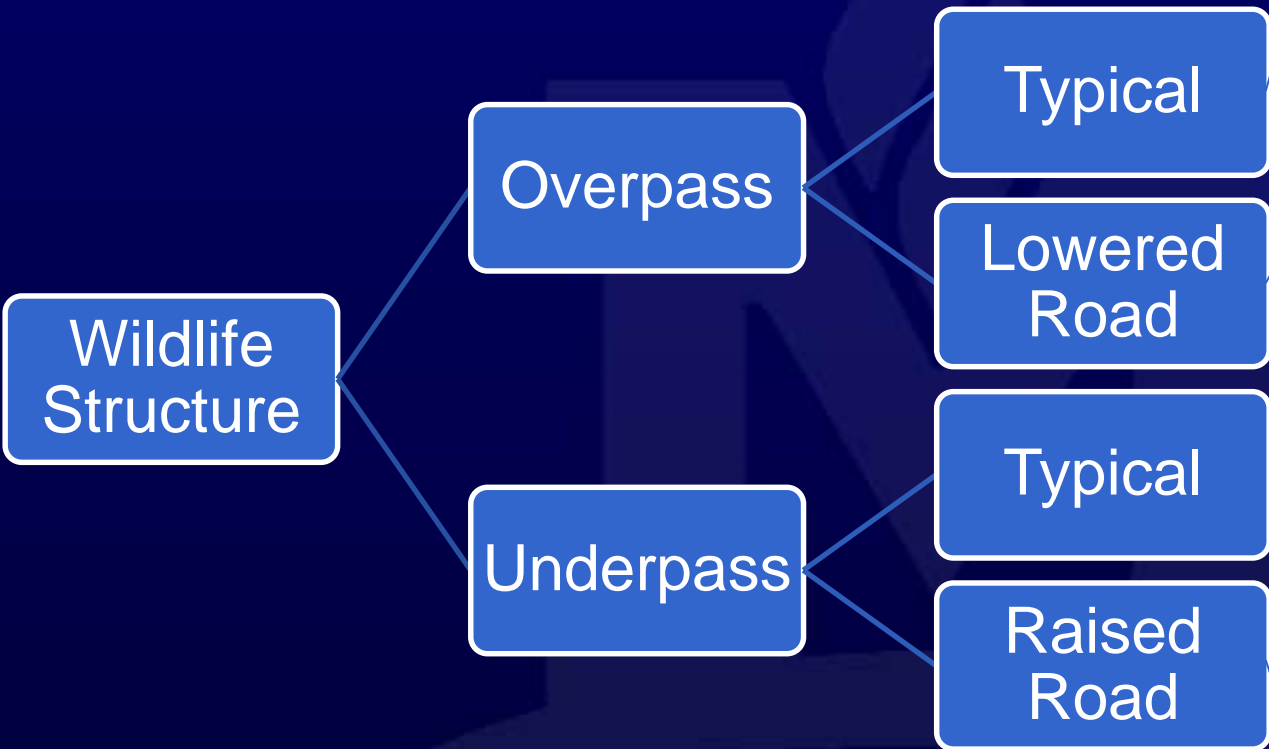 Wildlife
Structure
Overpass
Underpass
Typical
Lowered
Road
Typical
Raised
Road